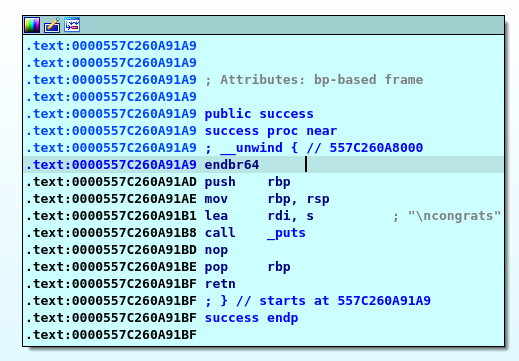 .text:0000557C260A91A9
.text:0000557C260A91A9
.text:0000557C260A91A9 ; Attributes: bp-based frame
.text:0000557C260A91A9
.text:0000557C260A91A9 public success
.text:0000557C260A91A9 success proc near
.text:0000557C260A91A9 ; __unwind { // 557C260A8000
.text:0000557C260A91A9 endbr64
.text:0000557C260A91AD push    rbp
.text:0000557C260A91AE mov     rbp, rsp
.text:0000557C260A91B1 lea     rdi, s          ; "\ncongrats"
.text:0000557C260A91B8 call    _puts
.text:0000557C260A91BD nop
.text:0000557C260A91BE pop     rbp
.text:0000557C260A91BF retn
.text:0000557C260A91BF ; } // starts at 557C260A91A9
.text:0000557C260A91BF success endp
.text:0000557C260A91BF